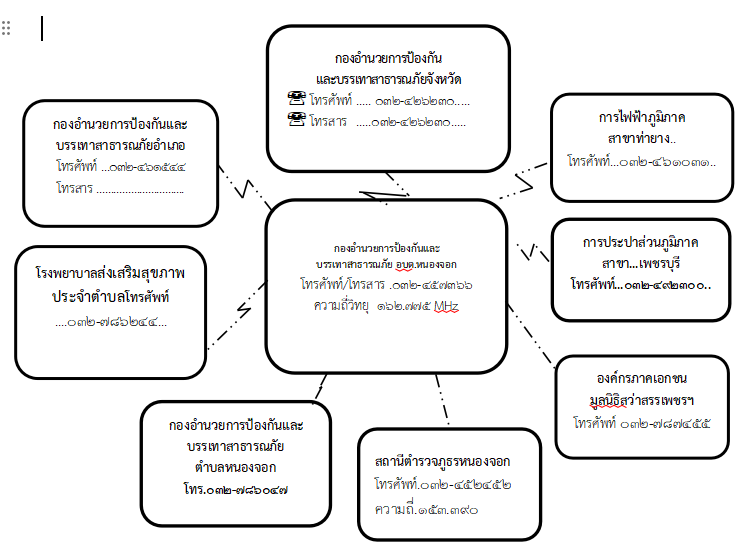 กองอำนวยการป้องกัน
และบรรเทาสาธารณภัยจังหวัด
โทรศัพท์ ..... ๐๓๒-๔๒๖๒๓๐.....
โทรสาร .....๐๓๒-๔๒๖๒๓๐.....
กองอำนวยการป้องกันและ
บรรเทาสาธารณภัยอำเภอ
โทรศัพท์ ...๐๓๒-๔๖๑๕๔๔
โทรสาร ...............................
การไฟฟ้าภูมิภาค
สาขาท่ายาง..
โทรศัพท์...๐๓๒-๔๖๑๐๓๑..
กองอำนวยการป้องกันและ
บรรเทาสาธารณภัย อบต.หนองจอก
โทรศัพท์/โทรสาร .๐๓๒-๔๕๗๓๖๖
ความถี่วิทยุ ๑๖๒.๗๗๕ MHz
การประปาส่วนภูมิภาค
สาขา...เพชรบุรี
โทรศัพท์...๐๓๒-๔๙๒๓๐๐..
โรงพยาบาลส่งเสริมสุขภาพ
ประจำตำบลโทรศัพท์
....๐๓๒-๗๘๖๒๔๔...
องค์กรภาคเอกชน
มูลนิธิสว่าสรรเพชรฯ
โทรศัพท์ ๐๓๒-๗๘๗๔๕๕
กองอำนวยการป้องกันและ
บรรเทาสาธารณภัย
ตำบลหนองจอก
โทร.๐๓๒-๗๘๖๐๔๗
สถานีตำรวจภูธรหนองจอก
โทรศัพท์.๐๓๒-๔๕๒๔๕๒
ความถี่.๑๕๓.๓๙๐